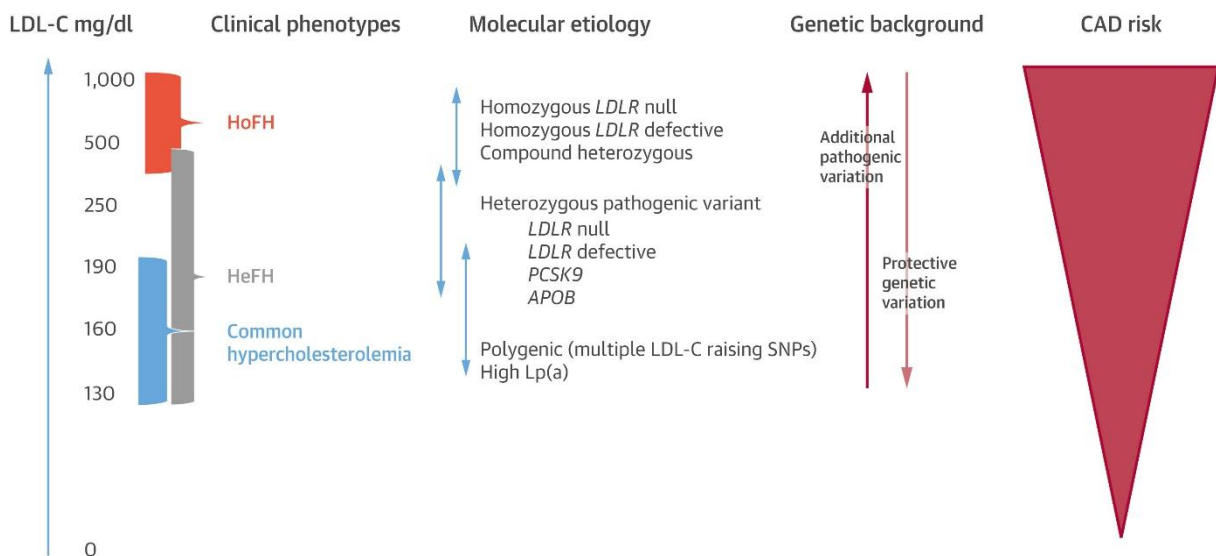 LDL-C mg/dl
Clinical phenotypes
Molecular etiology
Genetic background
CAD risk
1,000
500
250
190
160
130
0
HoFH
HeFH
Common
hypercholesterolemia
Homozygous LDLR null
Homozygous LDLR defective
Compound heterozygous
Heterozygous pathogenic variant
LDLR null
LDLR defective
PCSK9
APOB
Polygenic (multiple LDL-C raising SNPs)
High Lp(a)
Additional
pathogenic
variation
Protective
genetic
variation